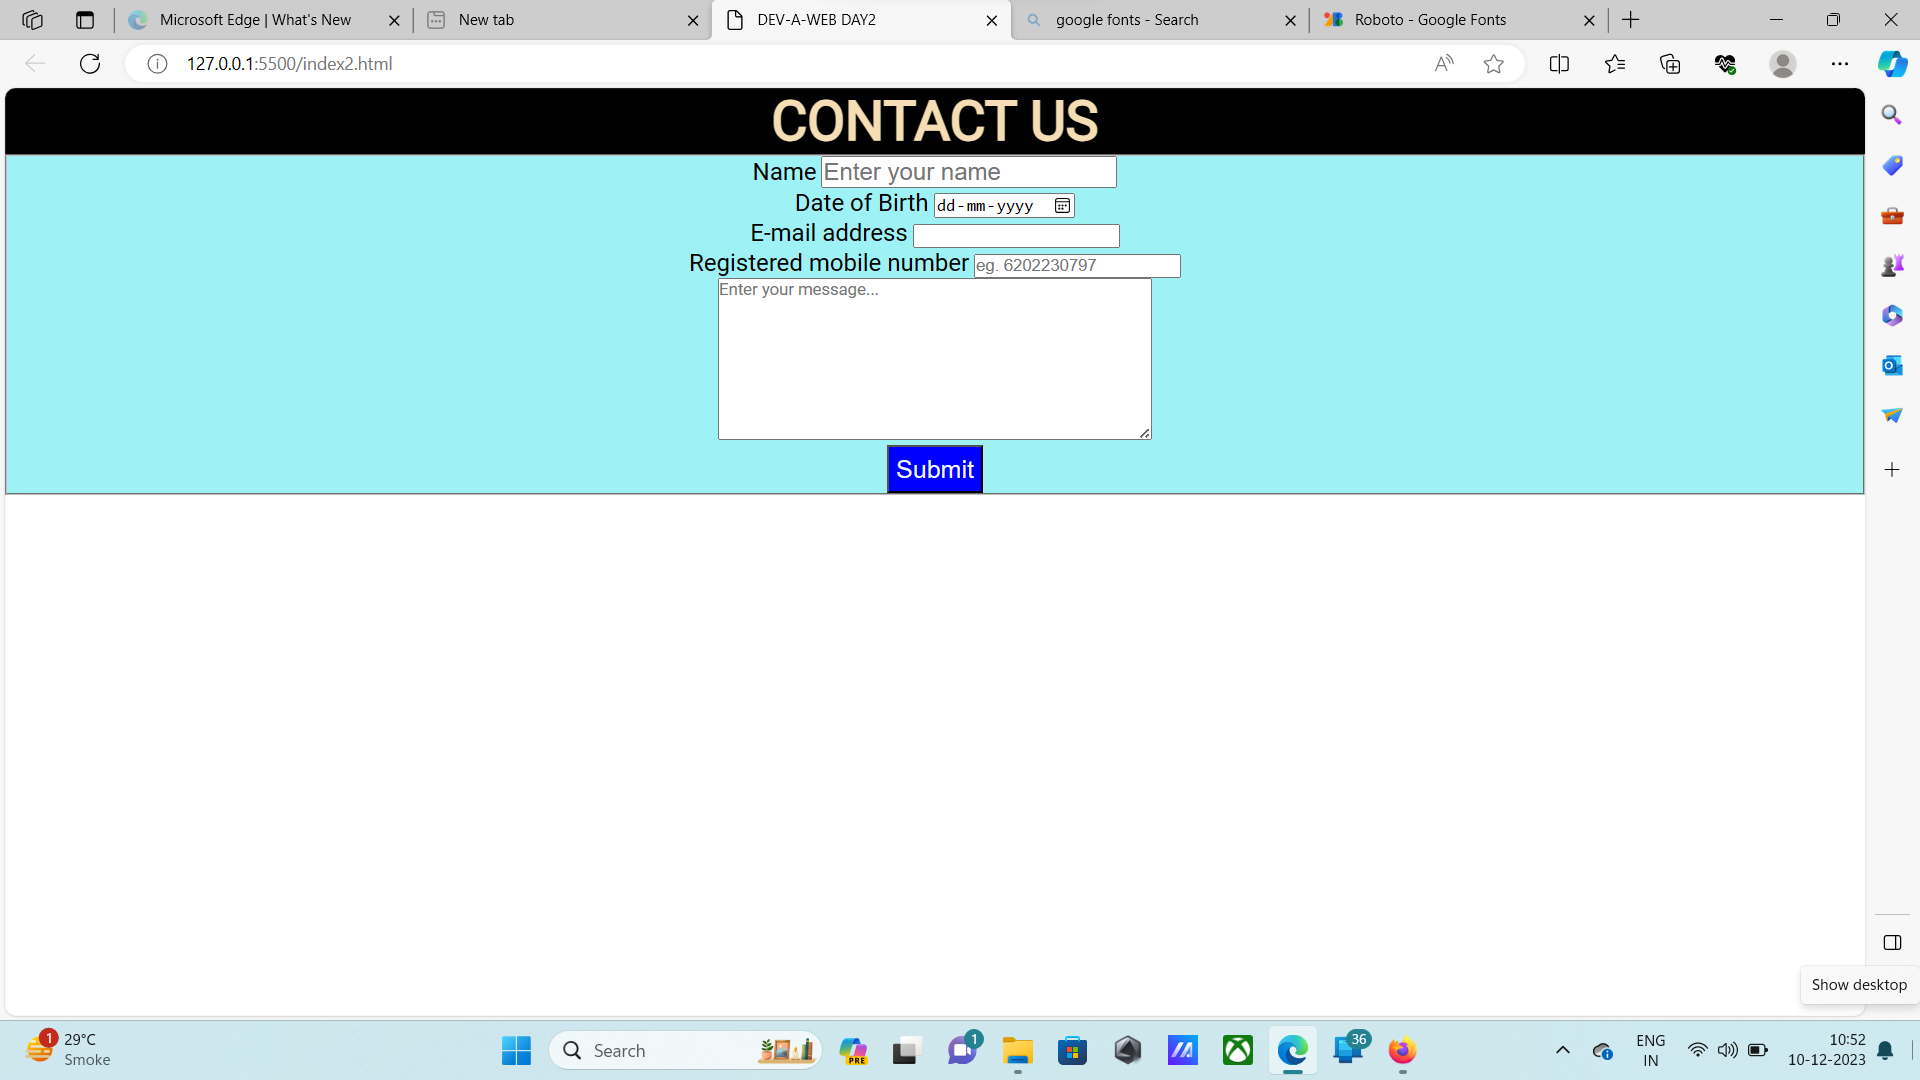 Microsoft Edge | What's New
New tab
DEV-A-WEB DAY2
google fonts - Search
Roboto - Google Fonts
127.0.0.1:5500/index2.html
CONTACT US
Name Enter your name
Date of Birth dd-mm-yyyy
E-mail address
Registered mobile number eg. 6202230797
Enter your message...
Submit
Show desktop
1
29°C
Smoke
Search
PRE
1
36
ENG
IN
10:52
10-12-2023